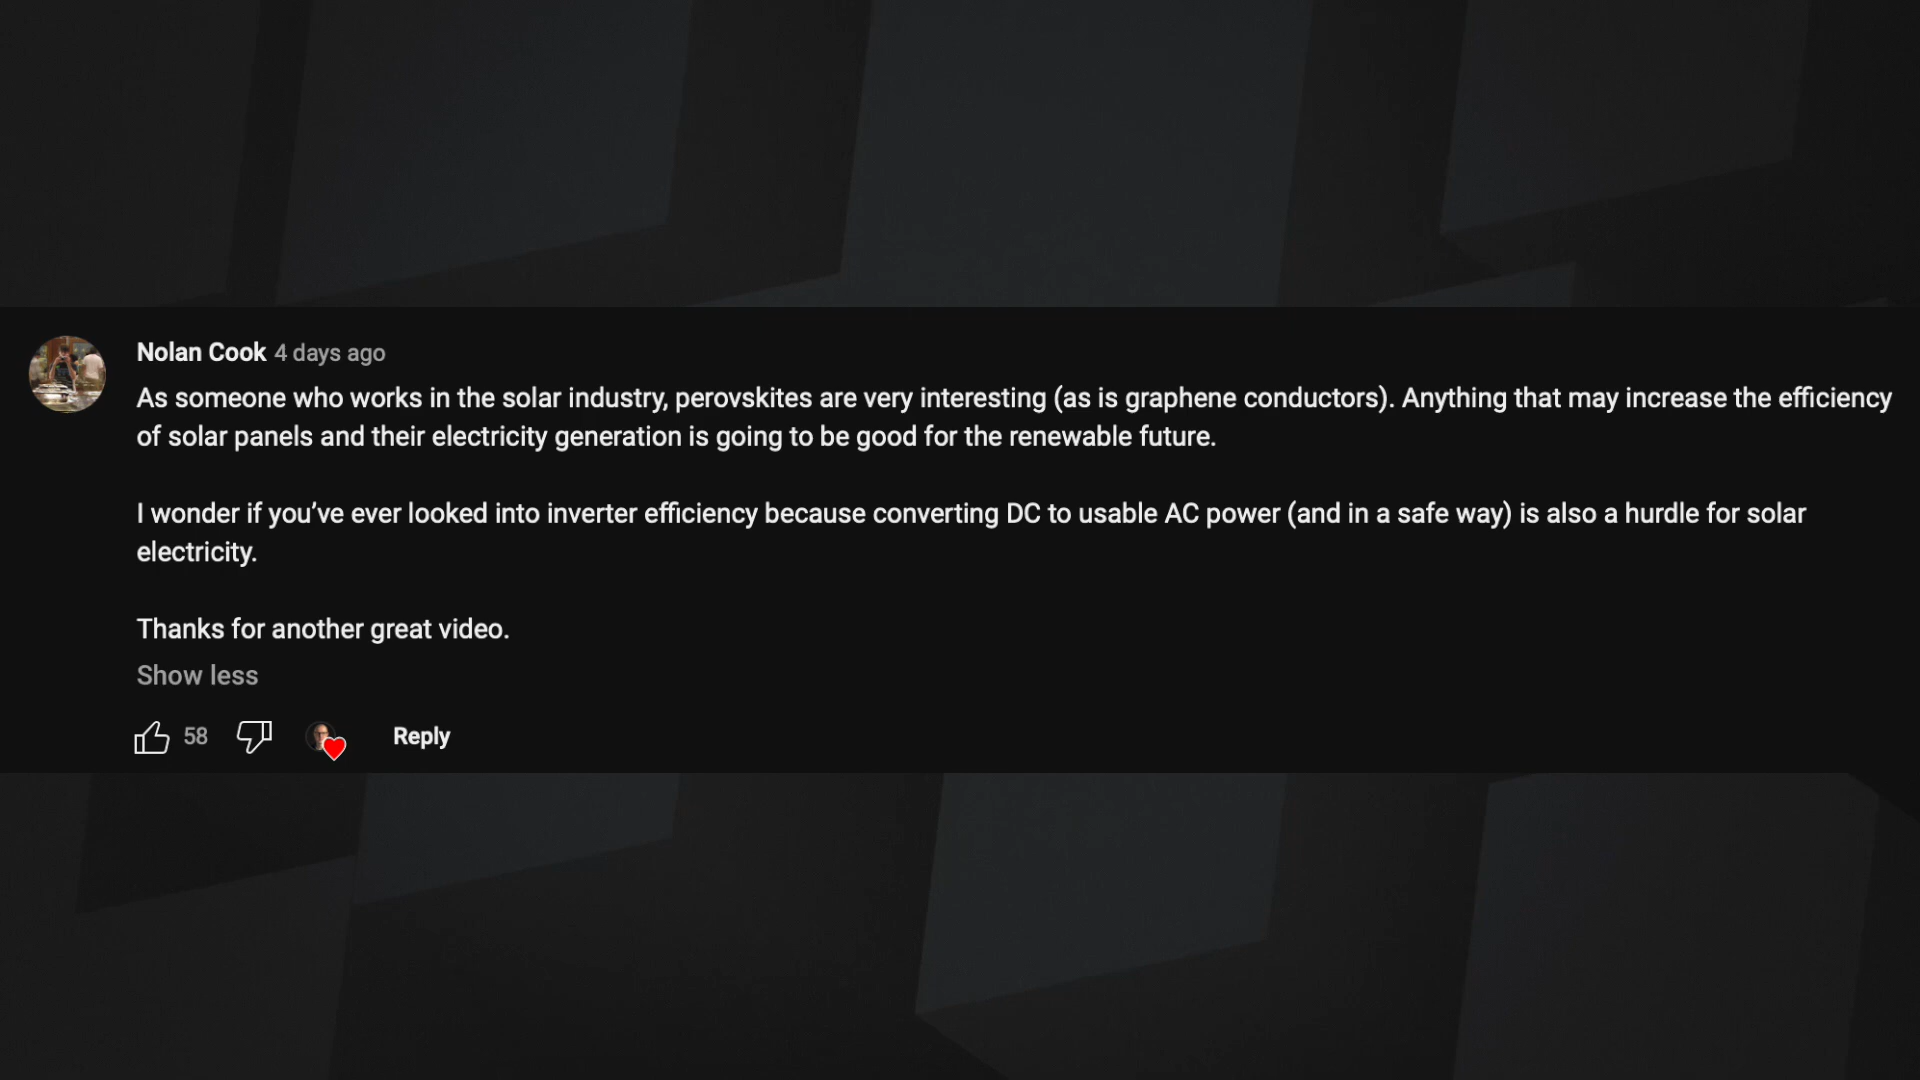 Nolan Cook 4 days ago
As someone who works in the solar industry, perovskites are very interesting (as is graphene conductors). Anything that may increase the efficiency
of solar panels and their electricity generation is going to be good for the renewable future.
I wonder if you’ve ever looked into inverter efficiency because converting DC to usable AC power (and in a safe way) is also a hurdle for solar
electricity.
Thanks for another great video.
Show less
58 Reply